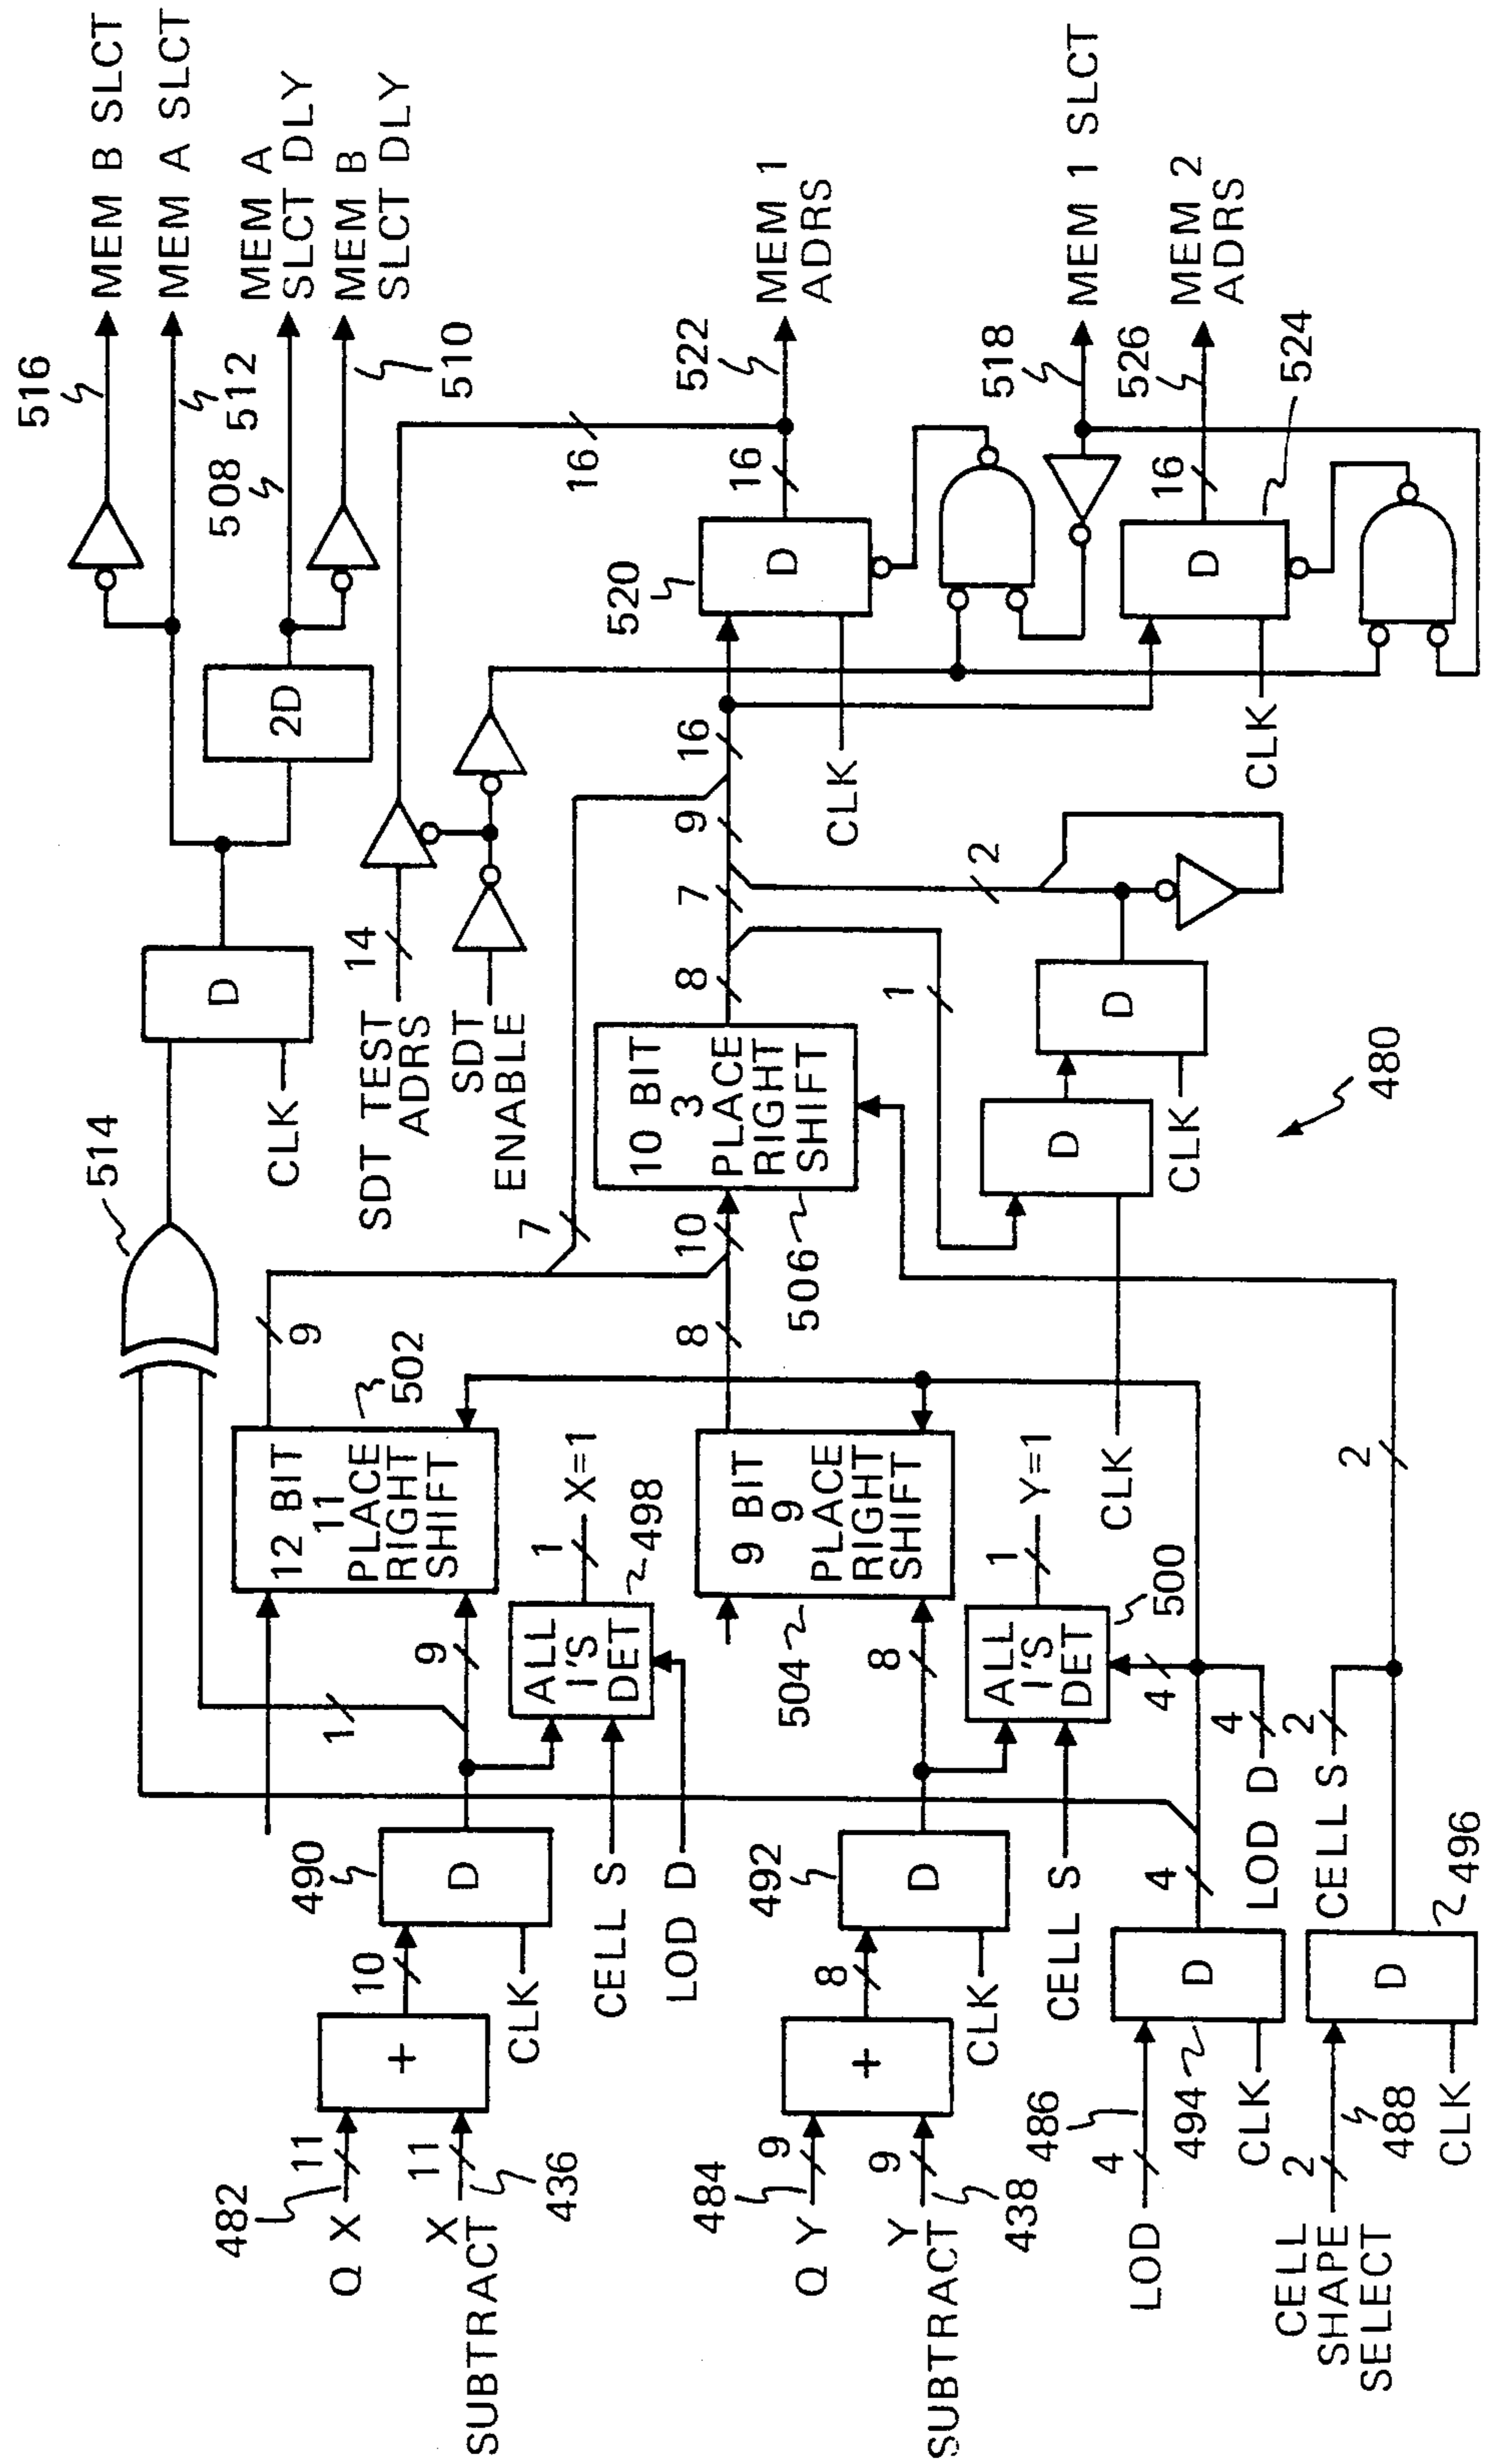 516
MEM B SLCT
MEM A SLCT
512
508
MEM A
SLCT DLY
MEM B
SLCT DLY
510
2D
D
CLK
514
SDT TEST
ADRS
14
SDT
ENABLE
16
522
MEM 1
ADRS
16
520
D
CLK
518
MEM 1 SLCT
526
MEM 2
ADRS
16
524
D
CLK
16
9
7
8
2
1
7
10
8
10 BIT
3
PLACE
RIGHT
SHIFT
506
D
CLK
D
CLK
480
9
502
12 BIT
11
PLACE
RIGHT
SHIFT
1
9
X=1
1
498
ALL
1'S
DET
CELL S
LOD D
9 BIT
9
PLACE
RIGHT
SHIFT
504
8
Y=1
1
500
ALL
1'S
DET
CELL S
4
4
LOD D
2
CELL S
2
490
D
CLK
10
+
482
Q X
11
X
SUBTRACT
11
436
492
D
CLK
8
+
484
Q Y
9
Y
SUBTRACT
9
438
486
LOD
4
494
D
CLK
4
CELL
SHAPE
SELECT
2
488
D
CLK
496